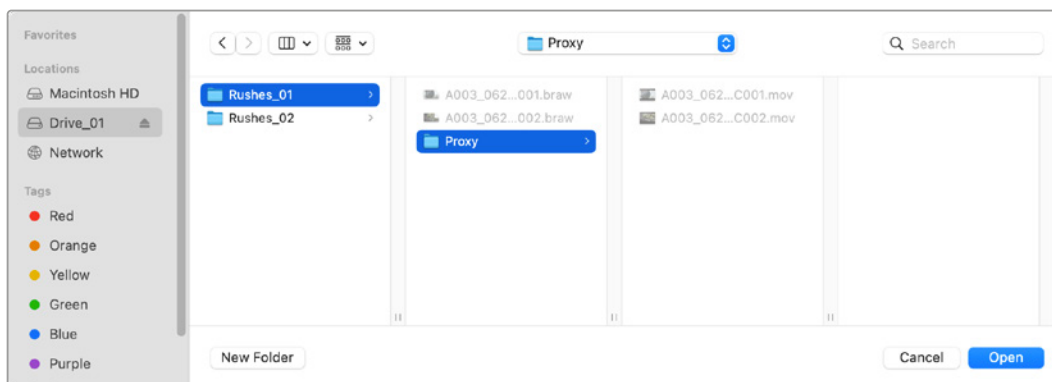 Favorites
Locations
Macintosh HD
Drive_01
Network
Tags
Red
Orange
Yellow
Green
Blue
Purple
Proxy
Search
Rushes_01
Rushes_02
A003_062...001.braw
A003_062...002.braw
Proxy
A003_062...C001.mov
A003_062...C002.mov
New Folder
Cancel
Open